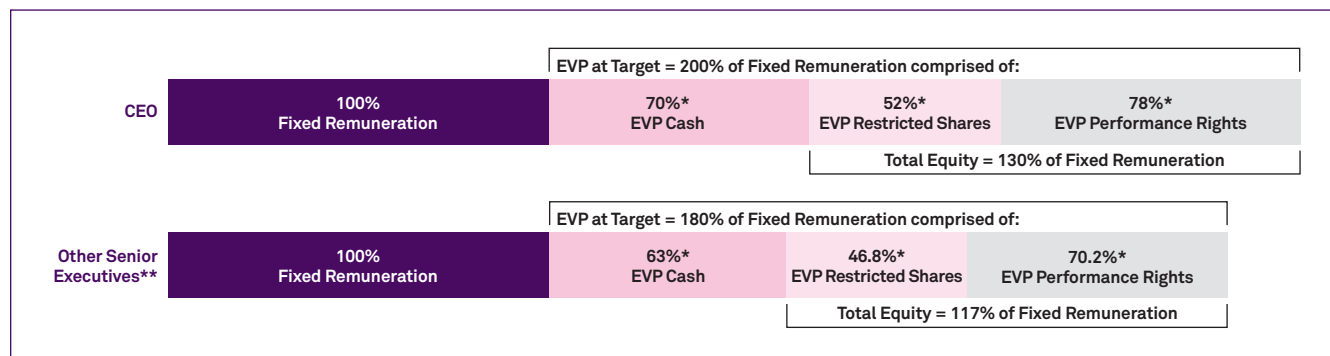 EVP at Target = 200% of Fixed Remuneration comprised of:
CEO
100%
Fixed Remuneration
70%*
EVP Cash
52%*
EVP Restricted Shares
78%*
EVP Performance Rights
Total Equity = 130% of Fixed Remuneration
EVP at Target = 180% of Fixed Remuneration comprised of:
Other Senior
Executives**
100%
Fixed Remuneration
63%*
EVP Cash
46.8%*
EVP Restricted Shares
70.2%*
EVP Performance Rights
Total Equity = 117% of Fixed Remuneration